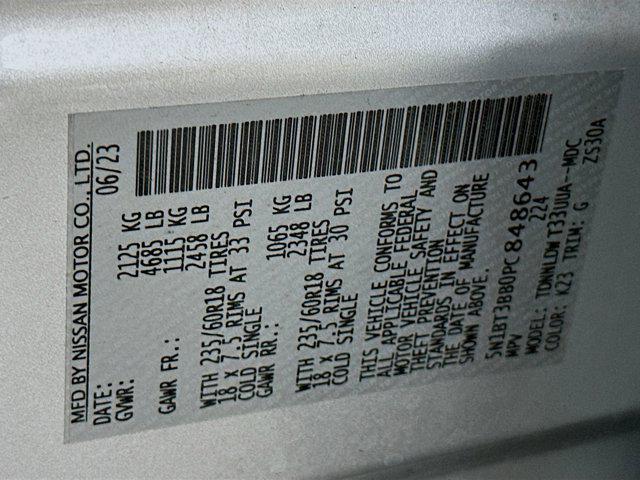 MFD BY NISSAN MOTOR CO., LTD.
DATE: 06/23
GVWR: 2125 KG
4685 LB
GAWR FR.: 1115 KG
2458 LB
WITH 235/60R18 TIRES
18 X 7.5 RIMS AT 33 PSI
COLD SINGLE
GAWR RR.: 1065 KG
2348 LB
WITH 235/60R18 TIRES
18 X 7.5 RIMS AT 30 PSI
COLD SINGLE
THIS VEHICLE CONFORMS TO
ALL APPLICABLE FEDERAL
MOTOR VEHICLE SAFETY AND
THEFT PREVENTION
STANDARDS IN EFFECT ON
THE DATE OF MANUFACTURE
SHOWN ABOVE.
5N1BT3BB0PC848643
MPV 224
MODEL: TDWNLDW T33UUA--MDC
COLOR: K23 TRIM: G ZS30A